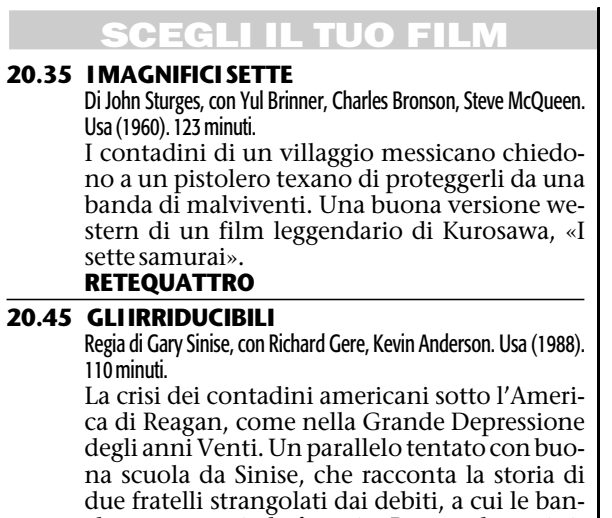 SCEGLI IL TUO FILM
20.35 I MAGNIFICI SETTE
Di John Sturges, con Yul Brinner, Charles Bronson, Steve McQueen.
Usa (1960). 123 minuti.
I contadini di un villaggio messicano chiedo-
no a un pistolero texano di proteggerli da una
banda di malviventi. Una buona versione we-
stern di un film leggendario di Kurosawa, «I
sette samurai».
RETEQUATTRO
20.45 GLI IRRIDUCIBILI
Regia di Gary Sinise, con Richard Gere, Kevin Anderson. Usa (1988).
110 minuti.
La crisi dei contadini americani sotto l'Ameri-
ca di Reagan, come nella Grande Depressione
degli anni Venti. Un parallelo tentato con buo-
na scuola da Sinise, che racconta la storia di
due fratelli strangolati dai debiti, a cui le ban-